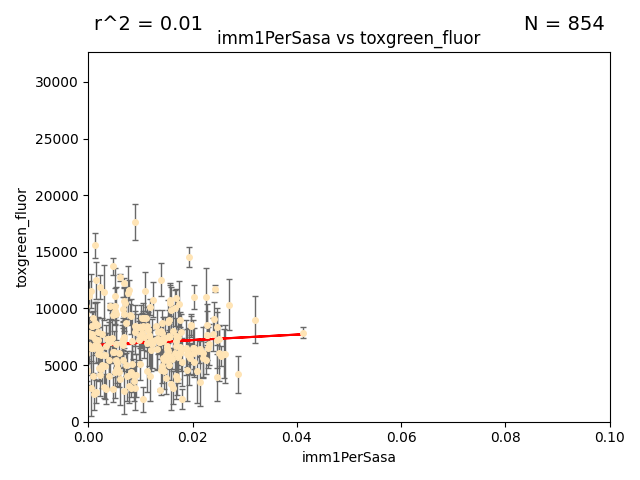 r^2 = 0.01
N = 854
imm1PerSasa vs toxgreen_fluor
30000
25000
20000
15000
10000
5000
0
toxgreen_fluor
0.00
0.02
0.04
0.06
0.08
0.10
imm1PerSasa